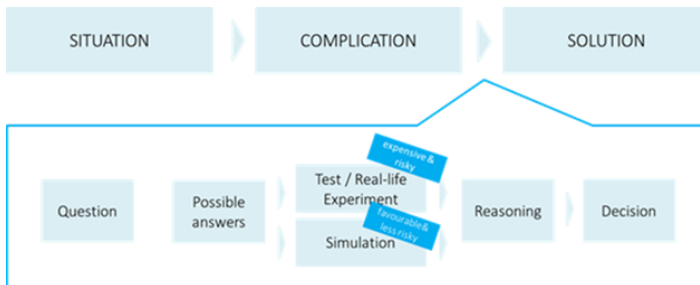 SITUATION
COMPLICATION
SOLUTION
expensive &
risky
Test / Real-life
Experiment
Question
Possible
answers
favourable&
less risky
Simulation
Reasoning
Decision